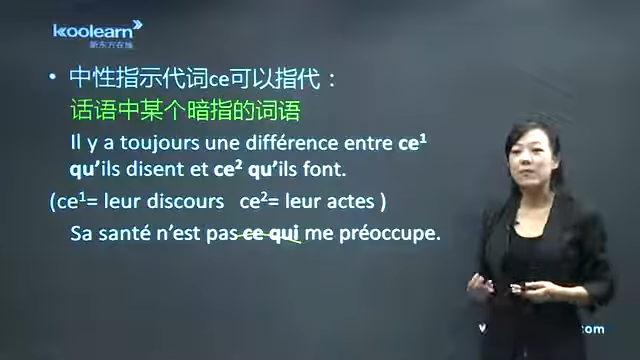 koolearn
新东方在线
• 中性指示代词ce可以指代：
话语中某个暗指的词语
Il y a toujours une différence entre ce¹
qu'ils disent et ce² qu'ils font.
(ce¹= leur discours ce²= leur actes )
Sa santé n'est pas ce qui me préoccupe.